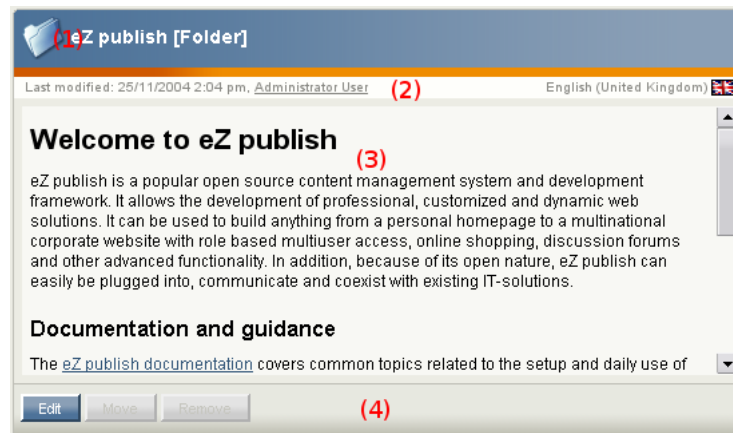 (1) eZ publish [Folder]
Last modified: 25/11/2004 2:04 pm, Administrator User (2) English (United Kingdom)
Welcome to eZ publish
(3)
eZ publish is a popular open source content management system and development
framework. It allows the development of professional, customized and dynamic web
solutions. It can be used to build anything from a personal homepage to a multinational
corporate website with role based multiuser access, online shopping, discussion forums
and other advanced functionality. In addition, because of its open nature, eZ publish can
easily be plugged into, communicate and coexist with existing IT-solutions.
Documentation and guidance
The eZ publish documentation covers common topics related to the setup and daily use of
Edit Move Remove (4)